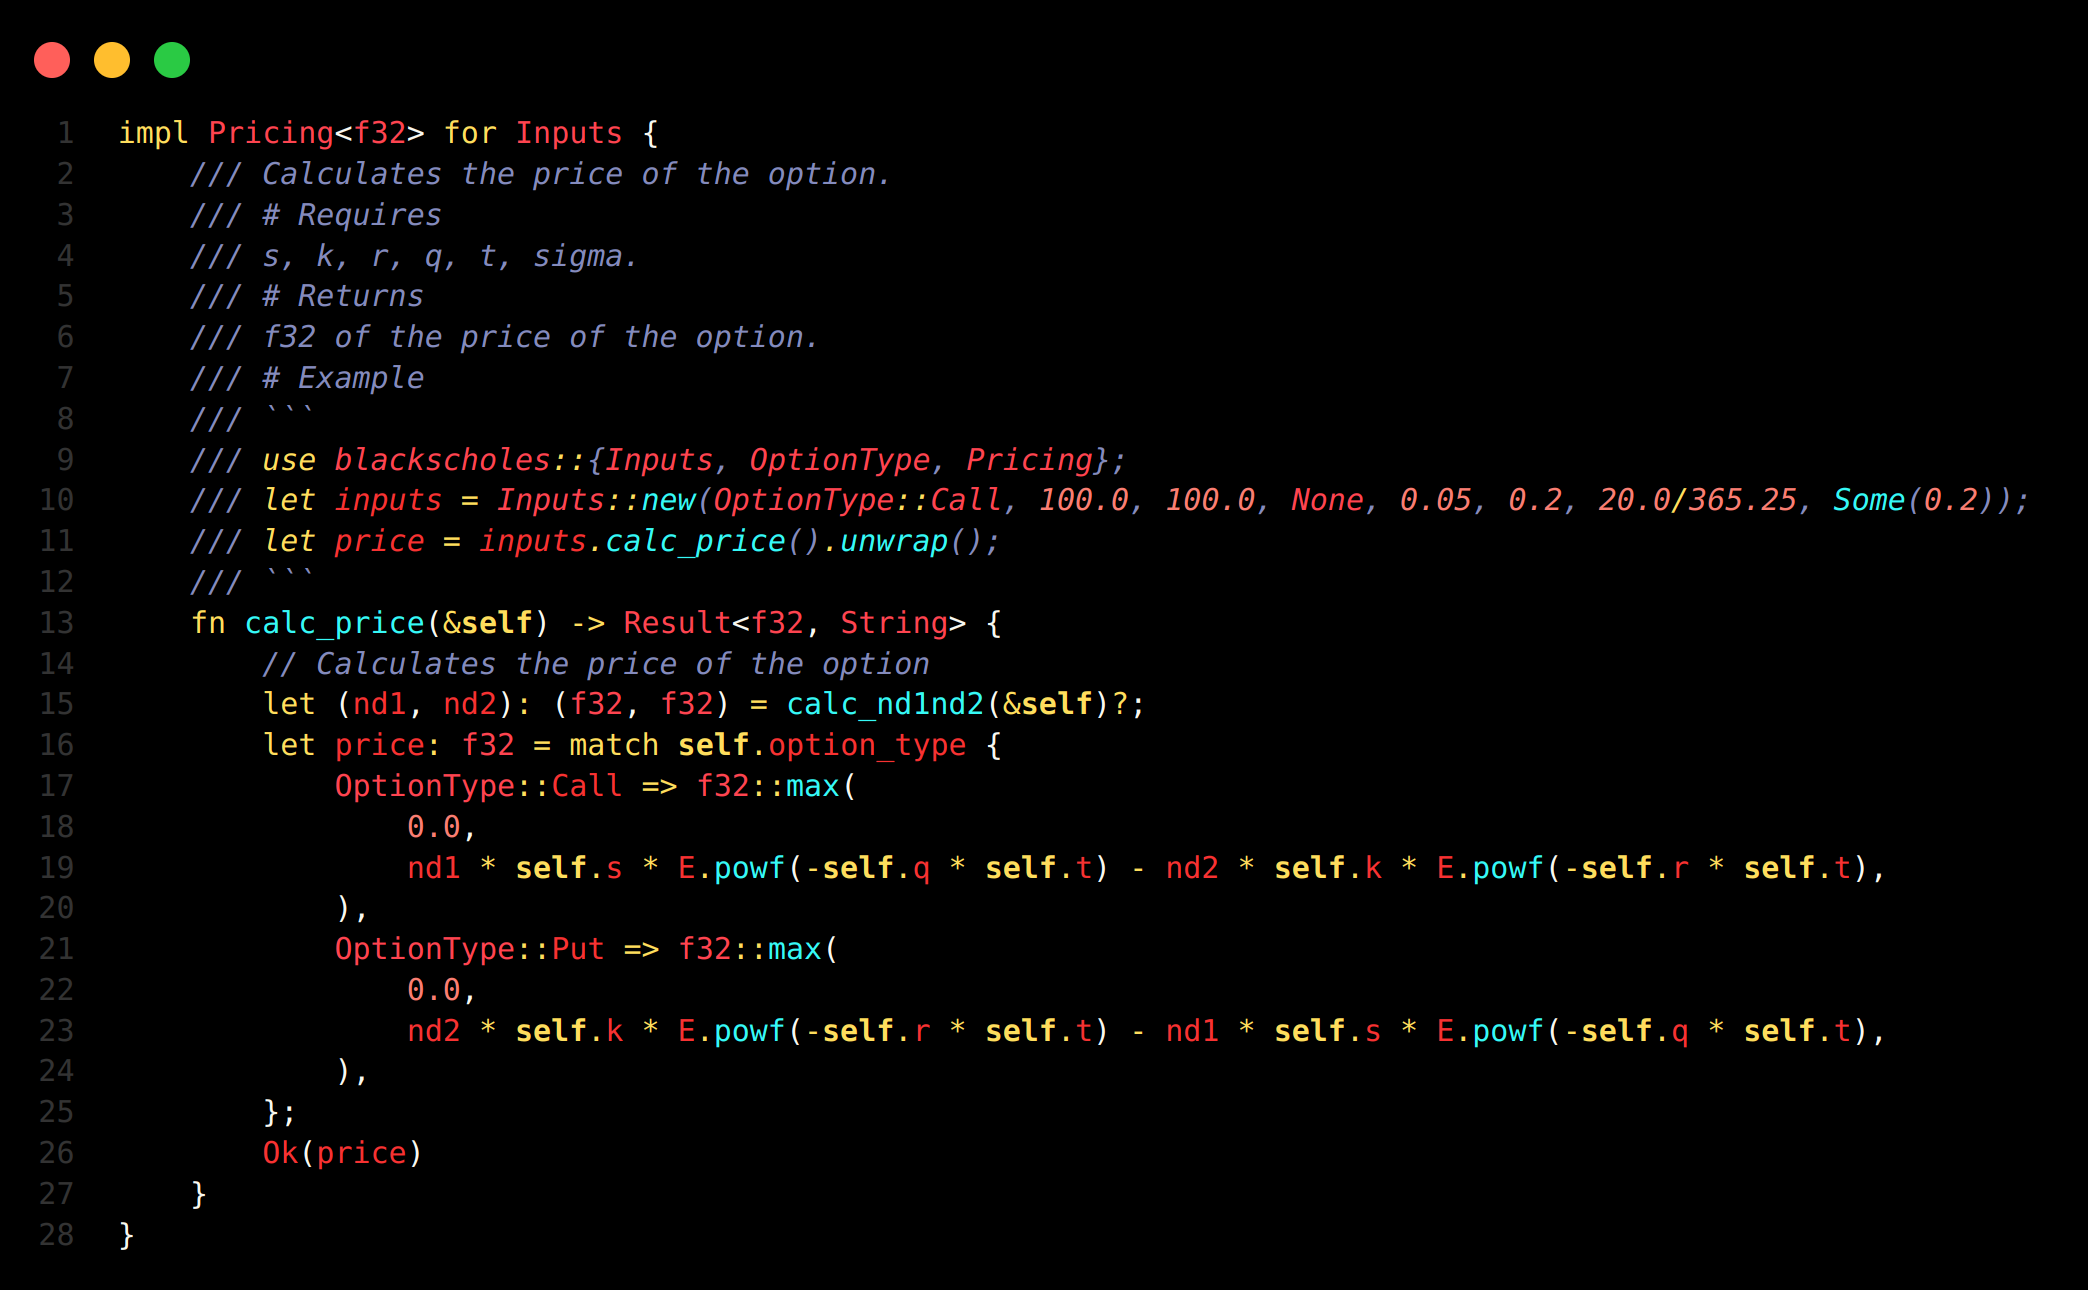 1 impl Pricing<f32> for Inputs {
2 /// Calculates the price of the option.
3 /// # Requires
4 /// s, k, r, q, t, sigma.
5 /// # Returns
6 /// f32 of the price of the option.
7 /// # Example
8 /// ```
9 /// use blackscholes::{Inputs, OptionType, Pricing};
10 /// let inputs = Inputs::new(OptionType::Call, 100.0, 100.0, None, 0.05, 0.2, 20.0/365.25, Some(0.2));
11 /// let price = inputs.calc_price().unwrap();
12 /// ```
13 fn calc_price(&self) -> Result<f32, String> {
14 // Calculates the price of the option
15 let (nd1, nd2): (f32, f32) = calc_nd1nd2(&self)?;
16 let price: f32 = match self.option_type {
17 OptionType::Call => f32::max(
18 0.0,
19 nd1 * self.s * E.powf(-self.q * self.t) - nd2 * self.k * E.powf(-self.r * self.t),
20 ),
21 OptionType::Put => f32::max(
22 0.0,
23 nd2 * self.k * E.powf(-self.r * self.t) - nd1 * self.s * E.powf(-self.q * self.t),
24 ),
25 };
26 Ok(price)
27 }
28 }